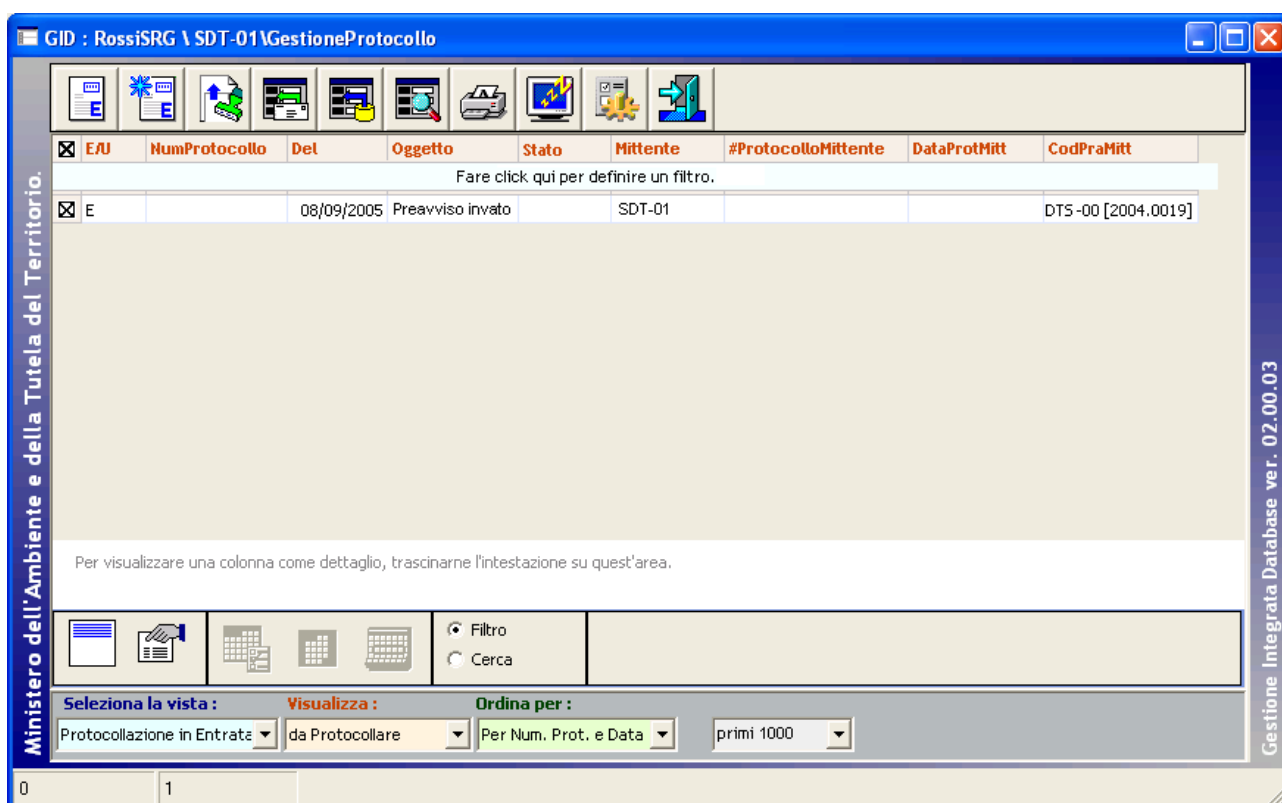 GID : RossiSRG \ SDT-01\GestioneProtocollo
E E
E/U NumProtocollo Del Oggetto Stato Mittente #ProtocolloMittente DataProtMitt CodPraMitt
Fare click qui per definire un filtro.
E 08/09/2005 Preavviso invato SDT-01 DTS-00 [2004.0019]
Per visualizzare una colonna come dettaglio, trascinarne l'intestazione su quest'area.
Filtro
Cerca
Seleziona la vista : Visualizza : Ordina per :
Protocollazione in Entrata da Protocollare Per Num. Prot. e Data primi 1000
0 1
Ministero dell'Ambiente e della Tutela del Territorio.
Gestione Integrata Database ver. 02.00.03